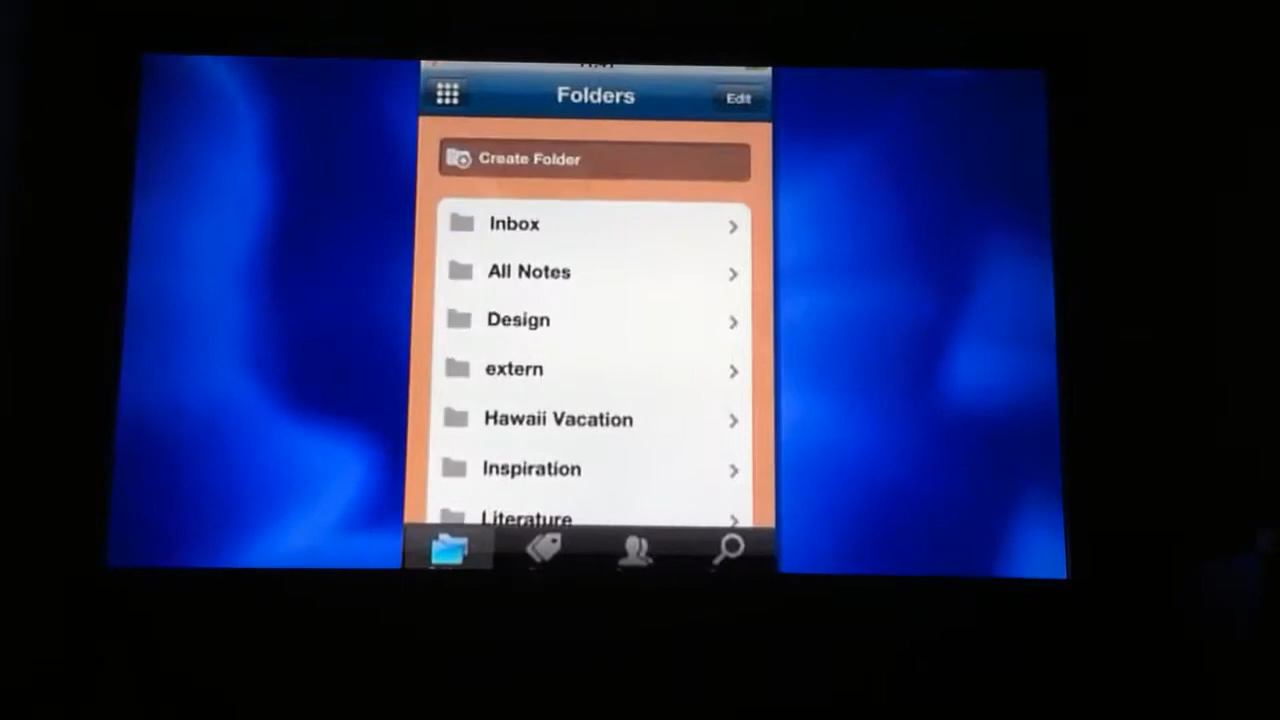 Folders
Edit
Create Folder
Inbox
All Notes
Design
extern
Hawaii Vacation
Inspiration
Literature